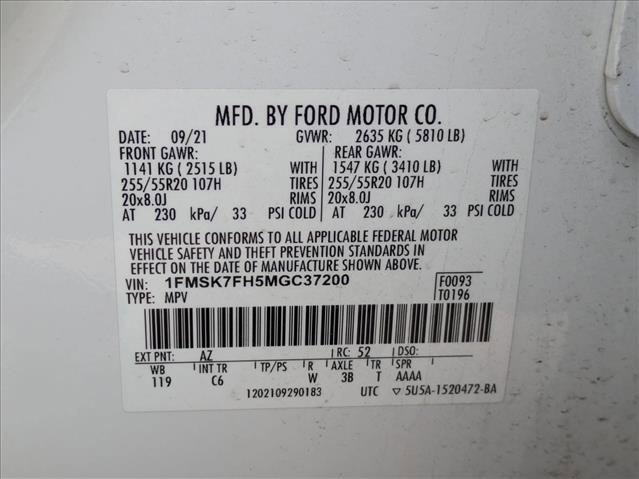 MFD. BY FORD MOTOR CO.
DATE: 09/21 GVWR: 2635 KG ( 5810 LB)
FRONT GAWR: REAR GAWR:
1141 KG ( 2515 LB) WITH 1547 KG ( 3410 LB) WITH
255/55R20 107H TIRES 255/55R20 107H TIRES
20x8.0J RIMS 20x8.0J RIMS
AT 230 kPa/ 33 PSI COLD AT 230 kPa/ 33 PSI COLD
THIS VEHICLE CONFORMS TO ALL APPLICABLE FEDERAL MOTOR
VEHICLE SAFETY AND THEFT PREVENTION STANDARDS IN
EFFECT ON THE DATE OF MANUFACTURE SHOWN ABOVE.
VIN: 1FMSK7FH5MGC37200 F0093
TYPE: MPV T0196
EXT PNT: AZ RC: 52 DSO:
WB INT TR TP/PS R AXLE TR SPR
119 C6 W 3B T AAAA
1202109290183 UTC ▽ 5U5A-1520472-BA